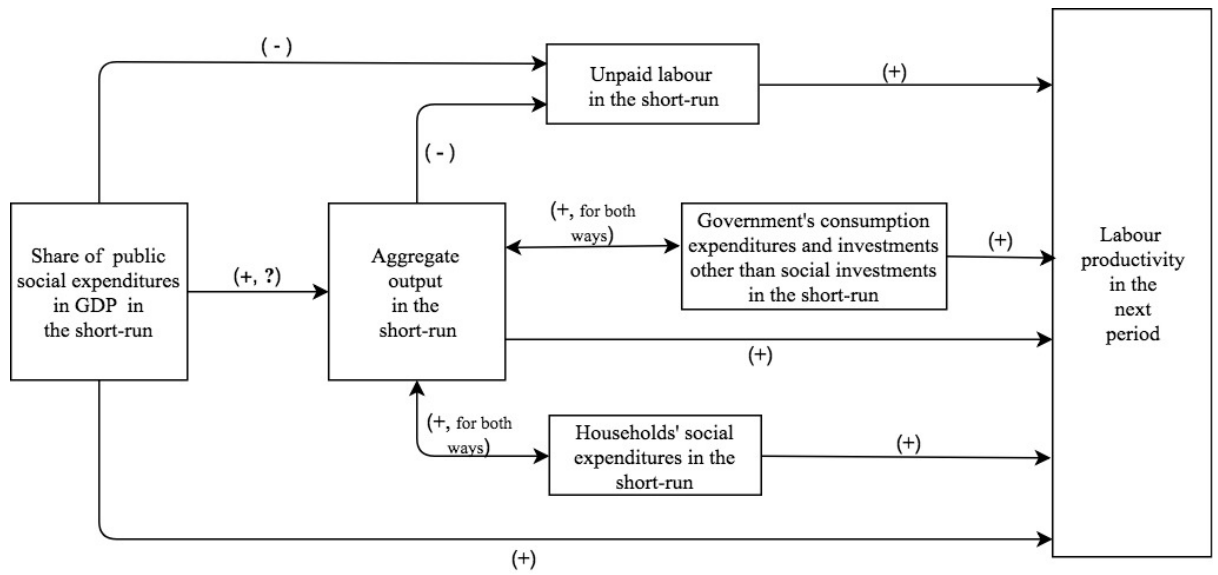 ( - )
Unpaid labour
in the short-run
(+)
( - )
Share of public
social expenditures
in GDP in
the short-run
(+, ?)
Aggregate
output
in the
short-run
(+, for both
ways)
Government's consumption
expenditures and investments
other than social investments
in the short-run
(+)
Labour
productivity
in the
next
period
(+)
(+, for both
ways)
Households' social
expenditures in the
short-run
(+)
(+)